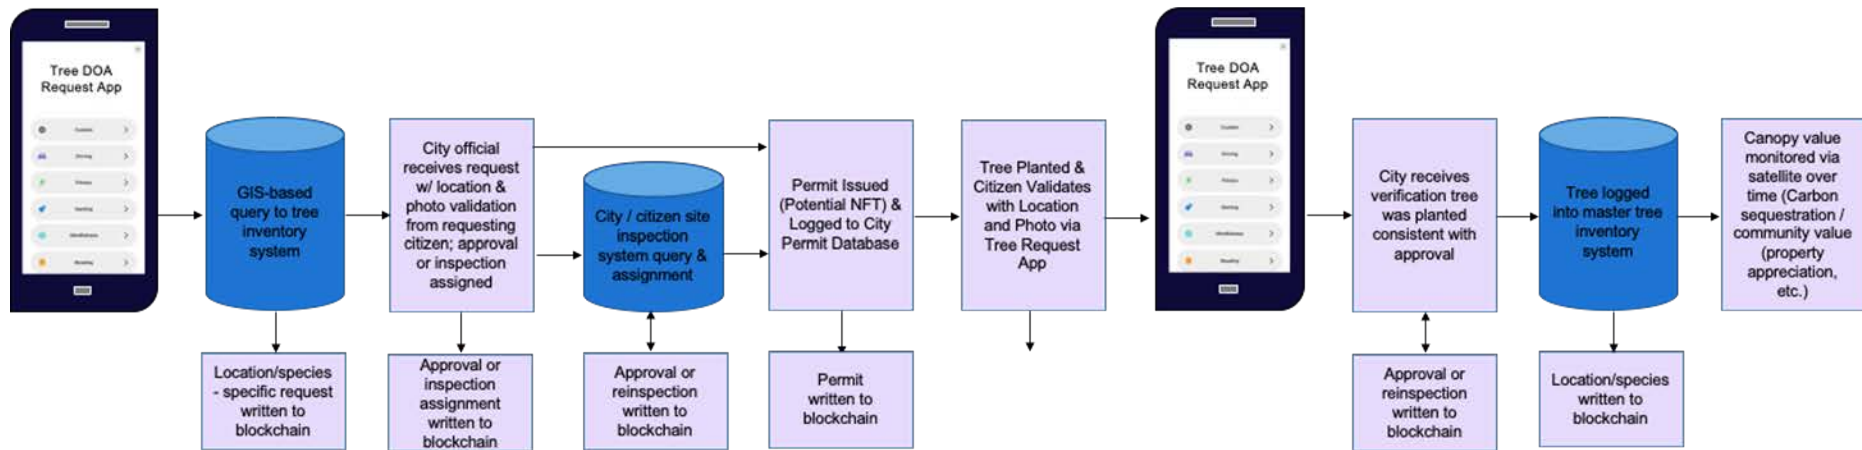 Tree DOA
Request App
GIS-based
query to tree
inventory
system
City official
receives request
w/ location &
photo validation
from requesting
citizen; approval
or inspection
assigned
City / citizen site
inspection
system query &
assignment
Permit Issued
(Potential NFT) &
Logged to City
Permit Database
Tree Planted &
Citizen Validates
with Location
and Photo via
Tree Request
App
Tree DOA
Request App
City receives
verification tree
was planted
consistent with
approval
Tree logged
into master tree
inventory
system
Canopy value
monitored via
satellite over
time (Carbon
sequestration /
community value
(property
appreciation,
etc.)
Location/species
- specific request
written to
blockchain
Approval or
inspection
assignment
written to
blockchain
Approval or
reinspection
written to
blockchain
Permit
written to
blockchain
Approval or
reinspection
written to
blockchain
Location/species
written to
blockchain